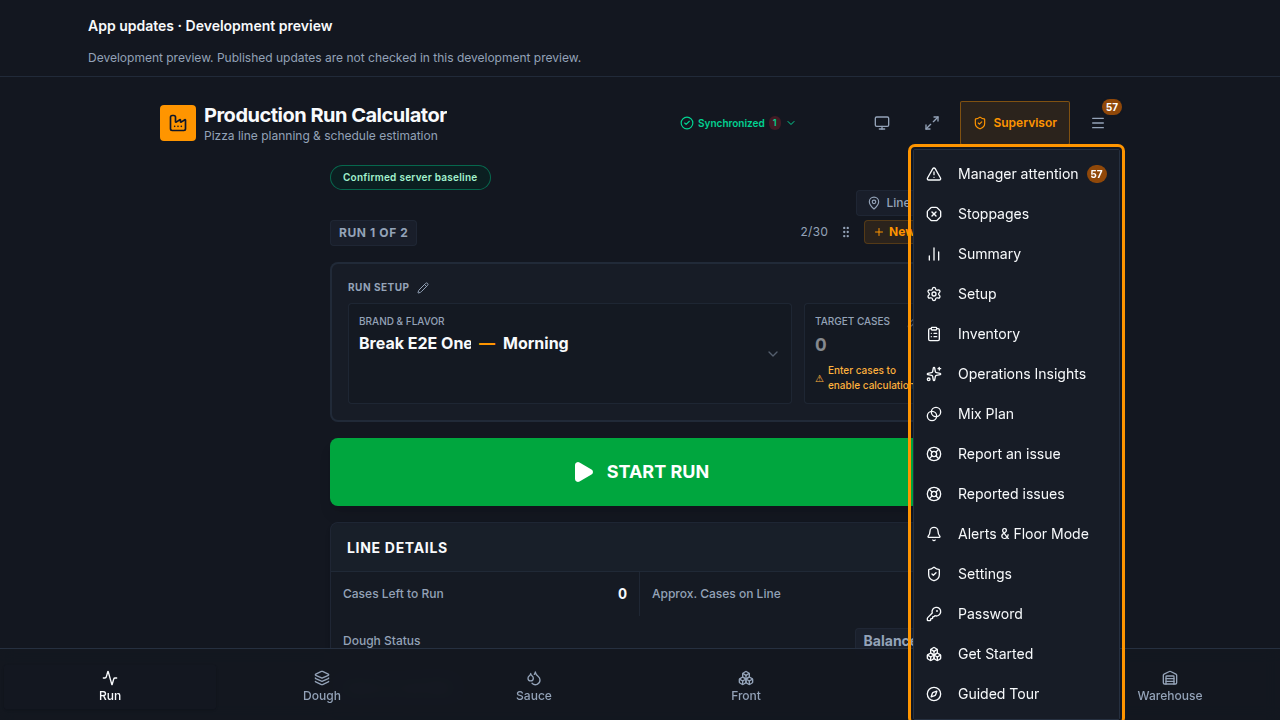 App updates · Development preview
Development preview. Published updates are not checked in this development preview.
Production Run Calculator
Pizza line planning & schedule estimation
Synchronized 1
Supervisor
57
Confirmed server baseline
Line
RUN 1 OF 2
2/30
+ New
RUN SETUP
BRAND & FLAVOR
Break E2E One — Morning
TARGET CASES
0
Enter cases to
enable calculation
START RUN
LINE DETAILS
Cases Left to Run
0
Approx. Cases on Line
Dough Status
Balance
Manager attention 57
Stoppages
Summary
Setup
Inventory
Operations Insights
Mix Plan
Report an issue
Reported issues
Alerts & Floor Mode
Settings
Password
Get Started
Guided Tour
Run
Dough
Sauce
Front
Warehouse